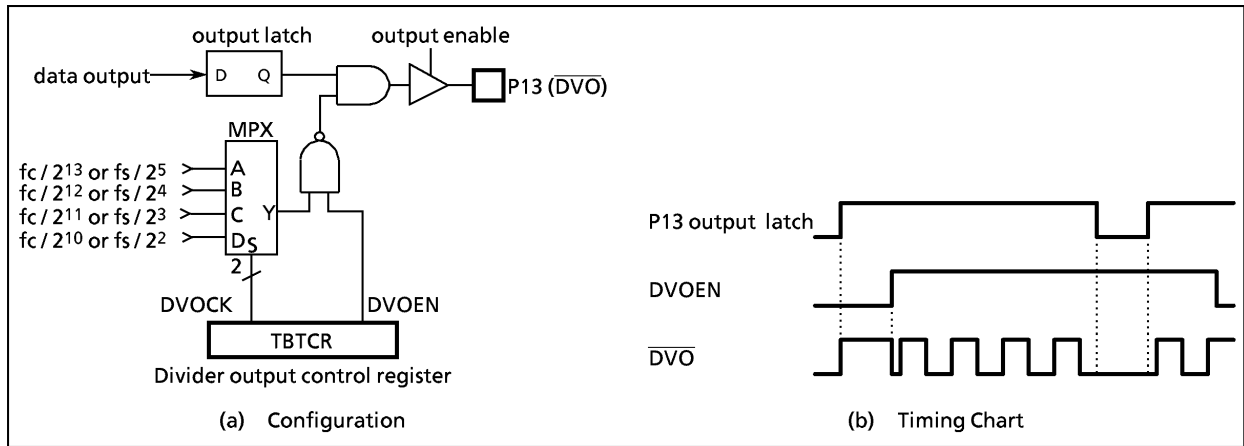 output latch
output enable
data output
D Q
P13 (DVO)
MPX
fc / 2¹³ or fs / 2⁵
fc / 2¹² or fs / 2⁴
fc / 2¹¹ or fs / 2³
fc / 2¹⁰ or fs / 2²
A
B
C
D
Y
S
2
DVOCK
DVOEN
TBTCR
Divider output control register
(a) Configuration
P13 output latch
DVOEN
DVO
(b) Timing Chart